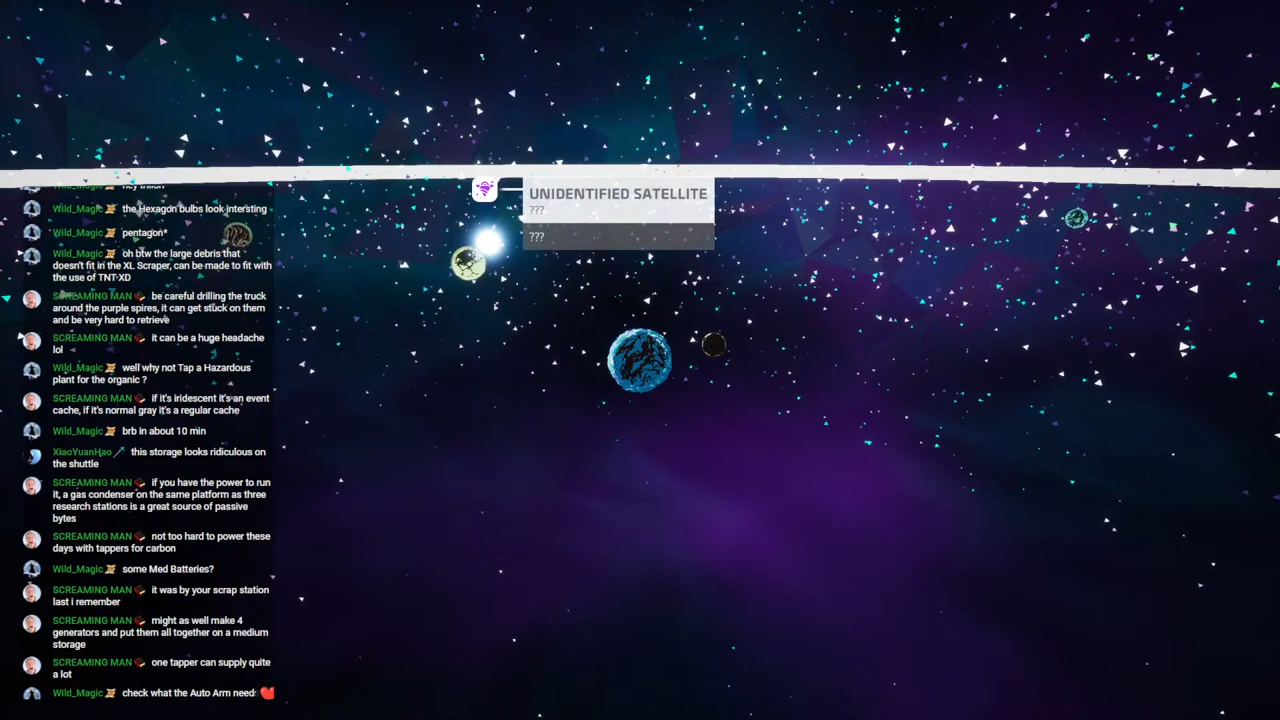 UNIDENTIFIED SATELLITE
???
???
Wild_Magic hey thilori
Wild_Magic the Hexagon bulbs look intersting
Wild_Magic pentagon*
Wild_Magic oh btw the large debris that
doesn't fit in the XL Scraper, can be made to fit with
the use of TNT-XD
SCREAMING MAN be careful drilling the truck
around the purple spires, it can get stuck on them
and be very hard to retrieve
SCREAMING MAN it can be a huge headache
lol
Wild_Magic well why not Tap a Hazardous
plant for the organic ?
SCREAMING MAN if it's iridescent it's an event
cache, if it's normal gray it's a regular cache
Wild_Magic brb in about 10 min
XiaoYuanHao this storage looks ridiculous on
the shuttle
SCREAMING MAN if you have the power to run
it, a gas condenser on the same platform as three
research stations is a great source of passive
bytes
SCREAMING MAN not too hard to power these
days with tappers for carbon
Wild_Magic some Med Batteries?
SCREAMING MAN it was by your scrap station
last i remember
SCREAMING MAN might as well make 4
generators and put them all together on a medium
storage
SCREAMING MAN one tapper can supply quite
a lot
Wild_Magic check what the Auto Arm need